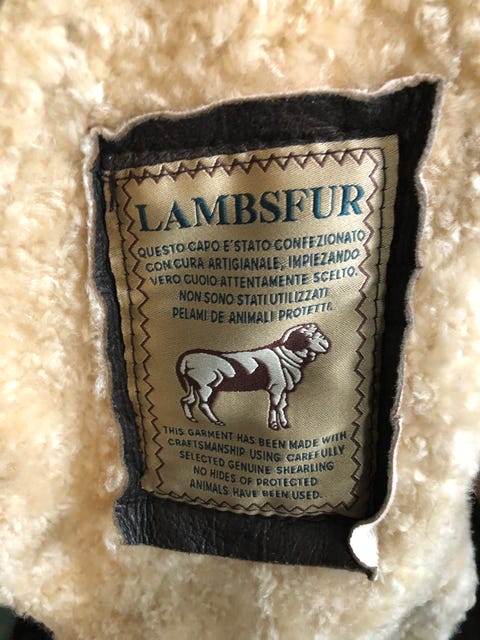 LAMBSFUR
QUESTO CAPO E' STATO CONFEZIONATO
CON CURA ARTIGIANALE, IMPIEZANDO
VERO CUOIO ATTENTAMENTE SCELTO.
NON SONO STATI UTILIZZATI
PELAMI DE ANIMALI PROTETTI.
THIS GARMENT HAS BEEN MADE WITH
CRAFTSMANSHIP USING CAREFULLY
SELECTED GENUINE SHEARLING
NO HIDES OF PROTECTED
ANIMALS HAVE BEEN USED.